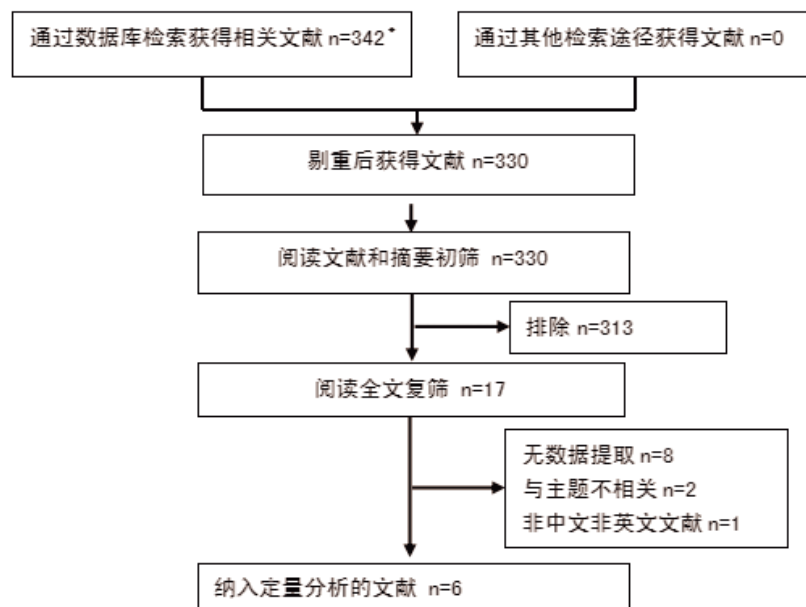 通过数据库检索获得相关文献 n=342*
通过其他检索途径获得文献 n=0
剔重后获得文献 n=330
阅读文献和摘要初筛 n=330
排除 n=313
阅读全文复筛 n=17
无数据提取 n=8
与主题不相关 n=2
非中文非英文文献 n=1
纳入定量分析的文献 n=6